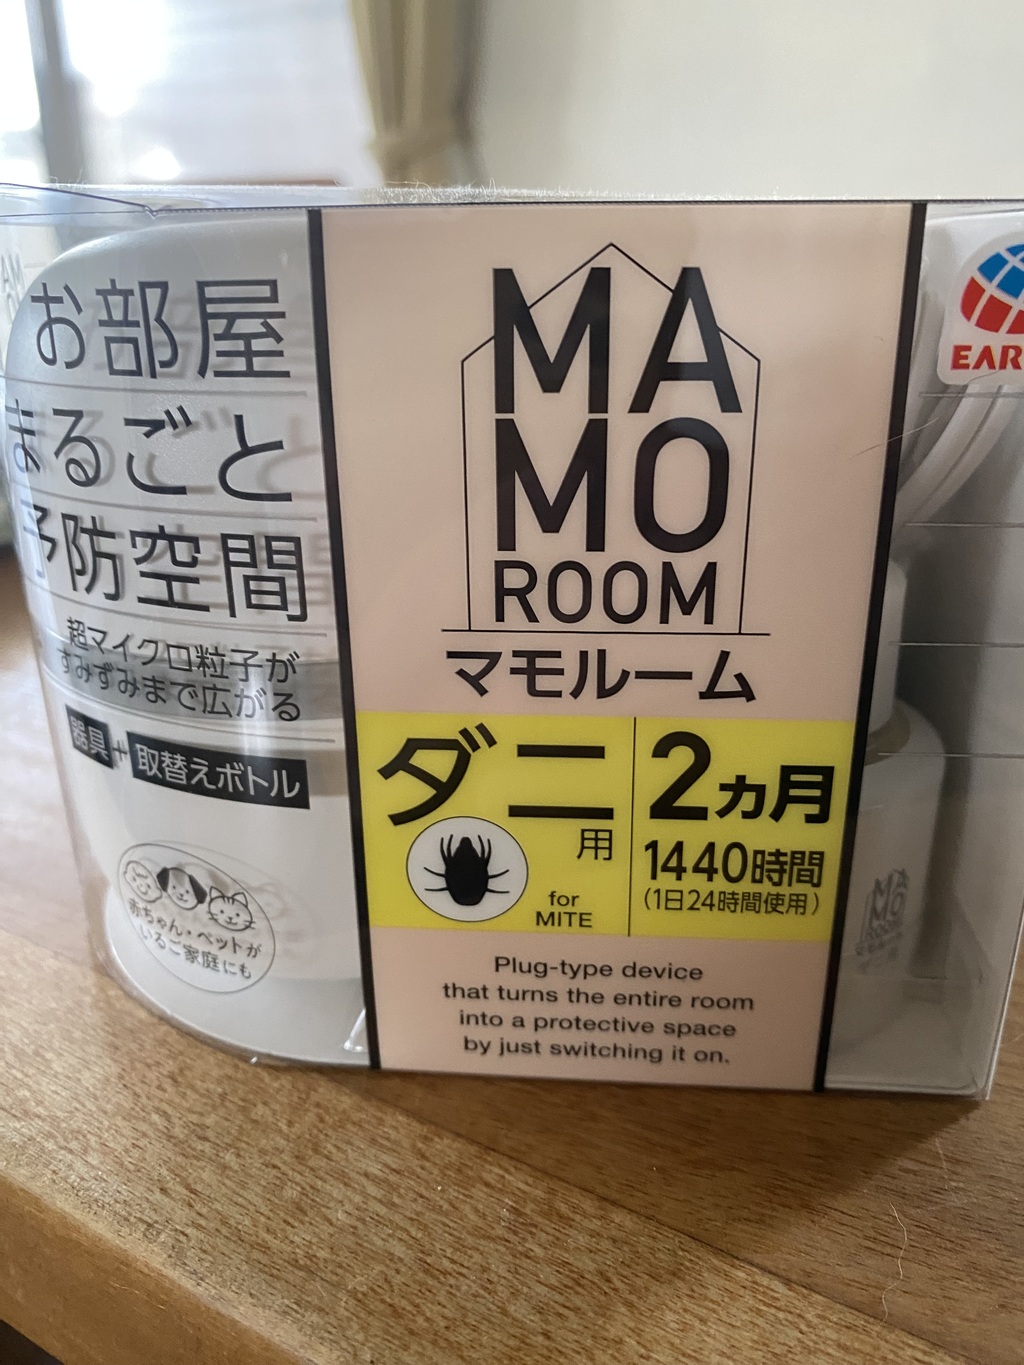 お部屋
まるごと
予防空間
超マイクロ粒子が
すみずみまで広がる
器具+取替えボトル
赤ちゃん・ペットが
いるご家庭にも
MA
MO
ROOM
マモルーム
ダニ
用
for
MITE
2ヵ月
1440時間
(1日24時間使用)
Plug-type device
that turns the entire room
into a protective space
by just switching it on.
EAR
MA
MO
ROOM